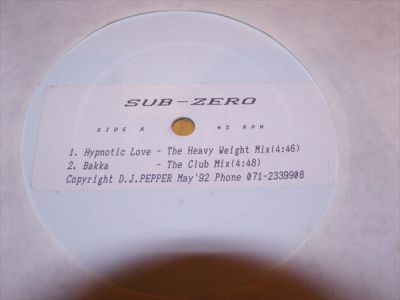 SUB-ZERO
SIDE A 45 RPM
1. Hypnotic Love - The Heavy Weight Mix(4:46)
2. Bakka - The Club Mix(4:48)
Copyright D.J.PEPPER May'92 Phone 071-2339908